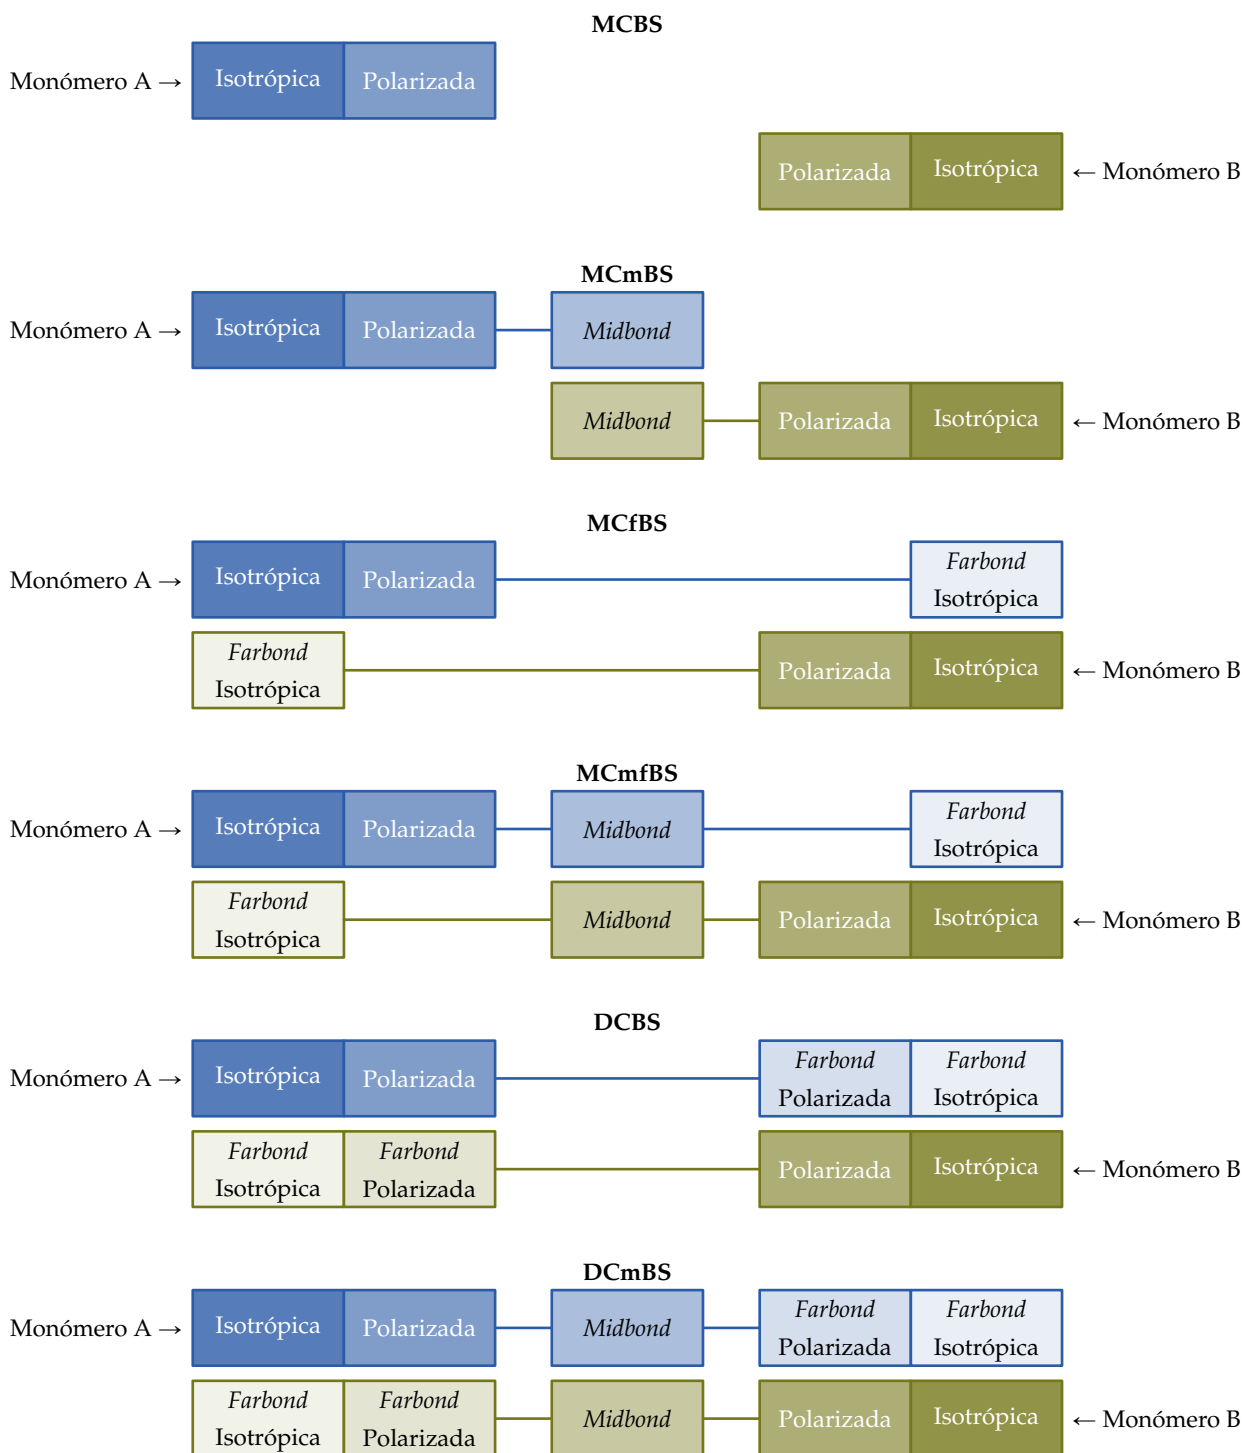 MCBS
Monómero A → Isotrópica Polarizada
Polarizada Isotrópica ← Monómero B
MCmBS
Monómero A → Isotrópica Polarizada Midbond
Midbond Polarizada Isotrópica ← Monómero B
MCfBS
Monómero A → Isotrópica Polarizada Farbond
Isotrópica
Farbond
Isotrópica Polarizada Isotrópica ← Monómero B
MCmfBS
Monómero A → Isotrópica Polarizada Midbond Farbond
Isotrópica
Farbond
Isotrópica Midbond Polarizada Isotrópica ← Monómero B
DCBS
Monómero A → Isotrópica Polarizada Farbond Farbond
Polarizada Isotrópica
Farbond Farbond
Isotrópica Polarizada Polarizada Isotrópica ← Monómero B
DCmBS
Monómero A → Isotrópica Polarizada Midbond Farbond Farbond
Polarizada Isotrópica
Farbond Farbond
Isotrópica Polarizada Midbond Polarizada Isotrópica ← Monómero B